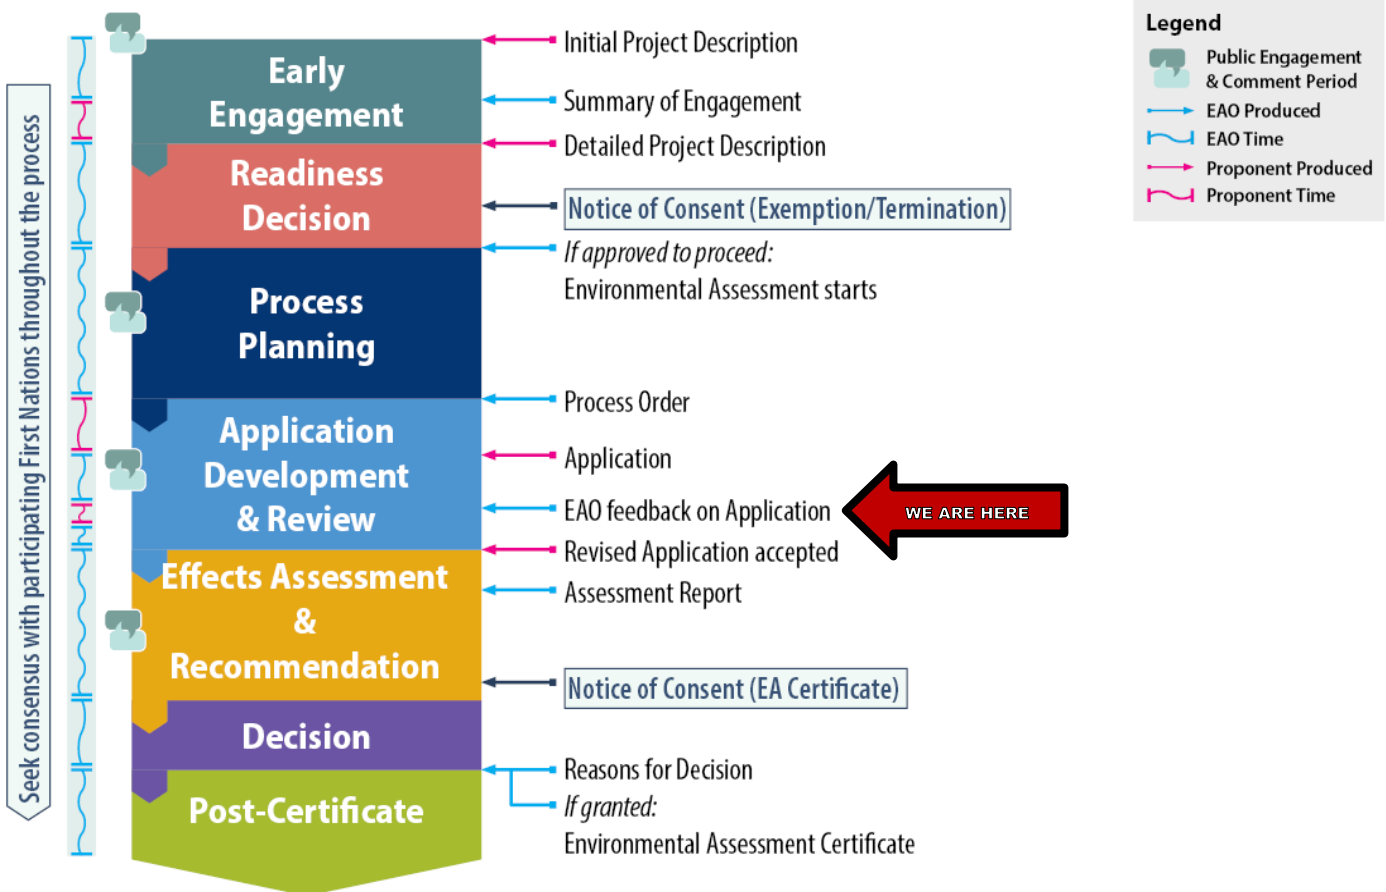 Seek consensus with participating First Nations throughout the process
Early
Engagement
Readiness
Decision
Process
Planning
Application
Development
& Review
Effects Assessment
&
Recommendation
Decision
Post-Certificate
Initial Project Description
Summary of Engagement
Detailed Project Description
Notice of Consent (Exemption/Termination)
If approved to proceed:
Environmental Assessment starts
Process Order
Application
EAO feedback on Application
WE ARE HERE
Revised Application accepted
Assessment Report
Notice of Consent (EA Certificate)
Reasons for Decision
If granted:
Environmental Assessment Certificate
Legend
Public Engagement
& Comment Period
EAO Produced
EAO Time
Proponent Produced
Proponent Time